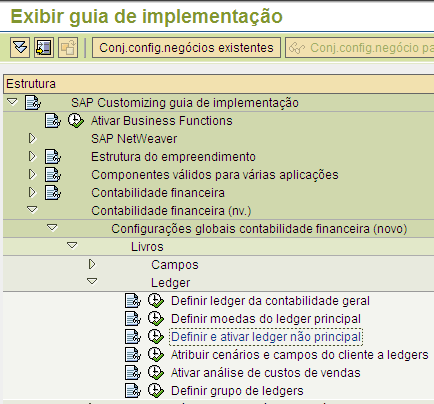 Exibir guia de implementação
Conj.config.negócios existentes Conj.config.negócio pa
Estrutura
SAP Customizing guia de implementação
Ativar Business Functions
SAP NetWeaver
Estrutura do empreendimento
Componentes válidos para várias aplicações
Contabilidade financeira
Contabilidade financeira (nv.)
Configurações globais contabilidade financeira (novo)
Livros
Campos
Ledger
Definir ledger da contabilidade geral
Definir moedas do ledger principal
Definir e ativar ledger não principal
Atribuir cenários e campos do cliente a ledgers
Ativar análise de custos de vendas
Definir grupo de ledgers